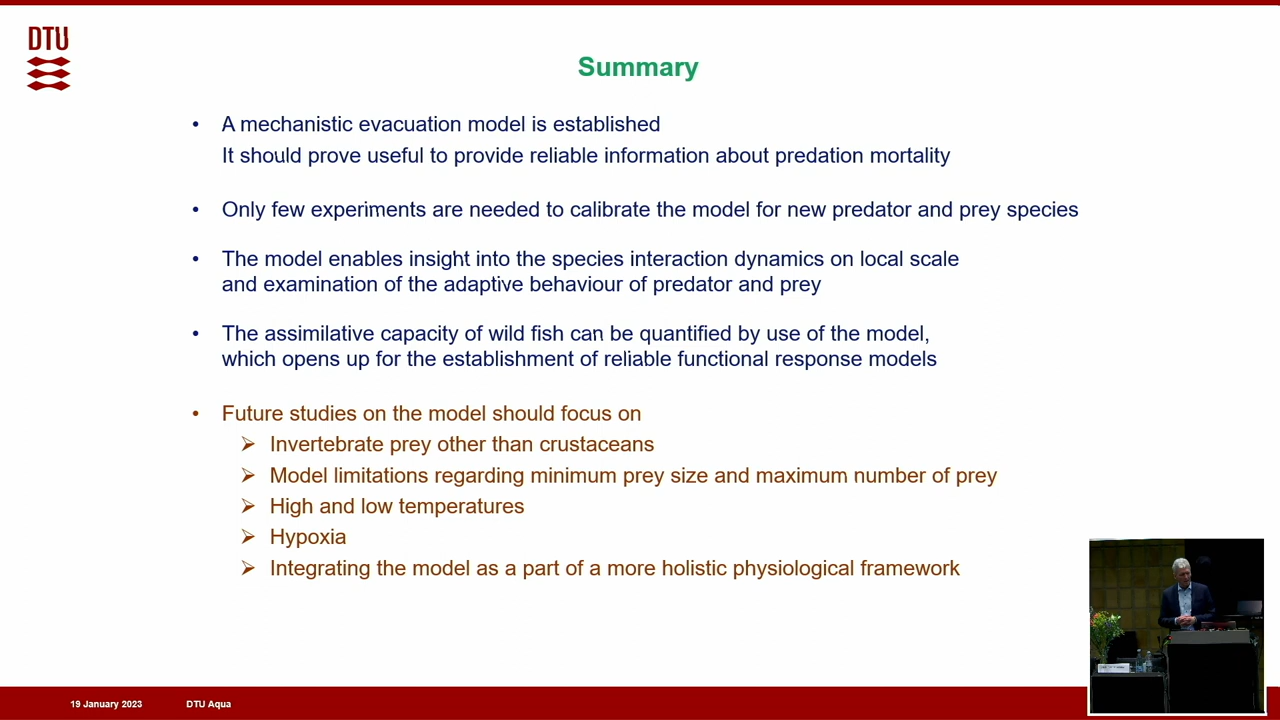 DTU
Summary
• A mechanistic evacuation model is established
It should prove useful to provide reliable information about predation mortality
• Only few experiments are needed to calibrate the model for new predator and prey species
• The model enables insight into the species interaction dynamics on local scale
and examination of the adaptive behaviour of predator and prey
• The assimilative capacity of wild fish can be quantified by use of the model,
which opens up for the establishment of reliable functional response models
• Future studies on the model should focus on
➢ Invertebrate prey other than crustaceans
➢ Model limitations regarding minimum prey size and maximum number of prey
➢ High and low temperatures
➢ Hypoxia
➢ Integrating the model as a part of a more holistic physiological framework
19 January 2023 DTU Aqua